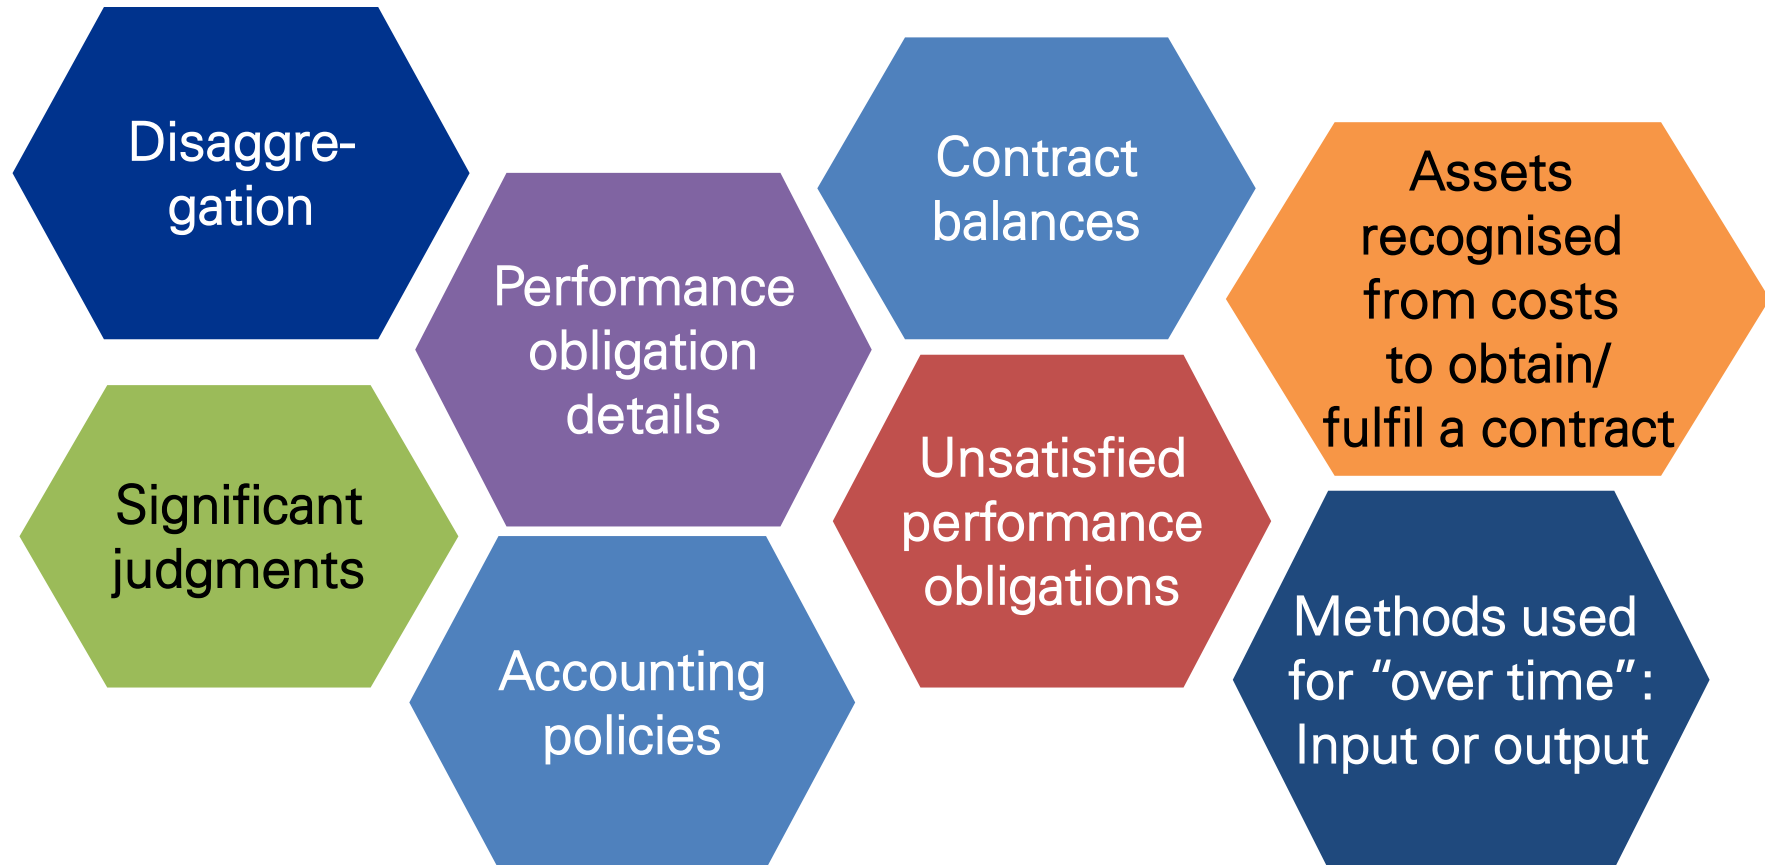 Disaggre-
gation
Performance
obligation
details
Contract
balances
Assets
recognised
from costs
to obtain/
fulfil a contract
Significant
judgments
Accounting
policies
Unsatisfied
performance
obligations
Methods used
for “over time”:
Input or output